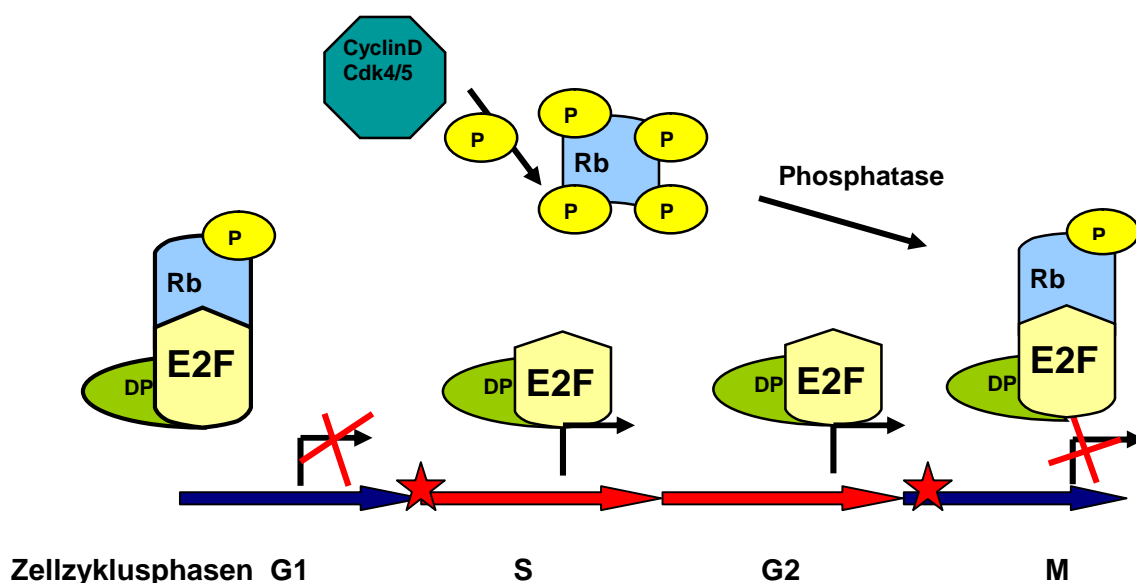 CyclinD
Cdk4/5
P
P
P
Rb
P
P
Phosphatase
P
Rb
E2F
DP
DP
E2F
DP
E2F
P
Rb
E2F
DP
Zellzyklusphasen G1 S G2 M